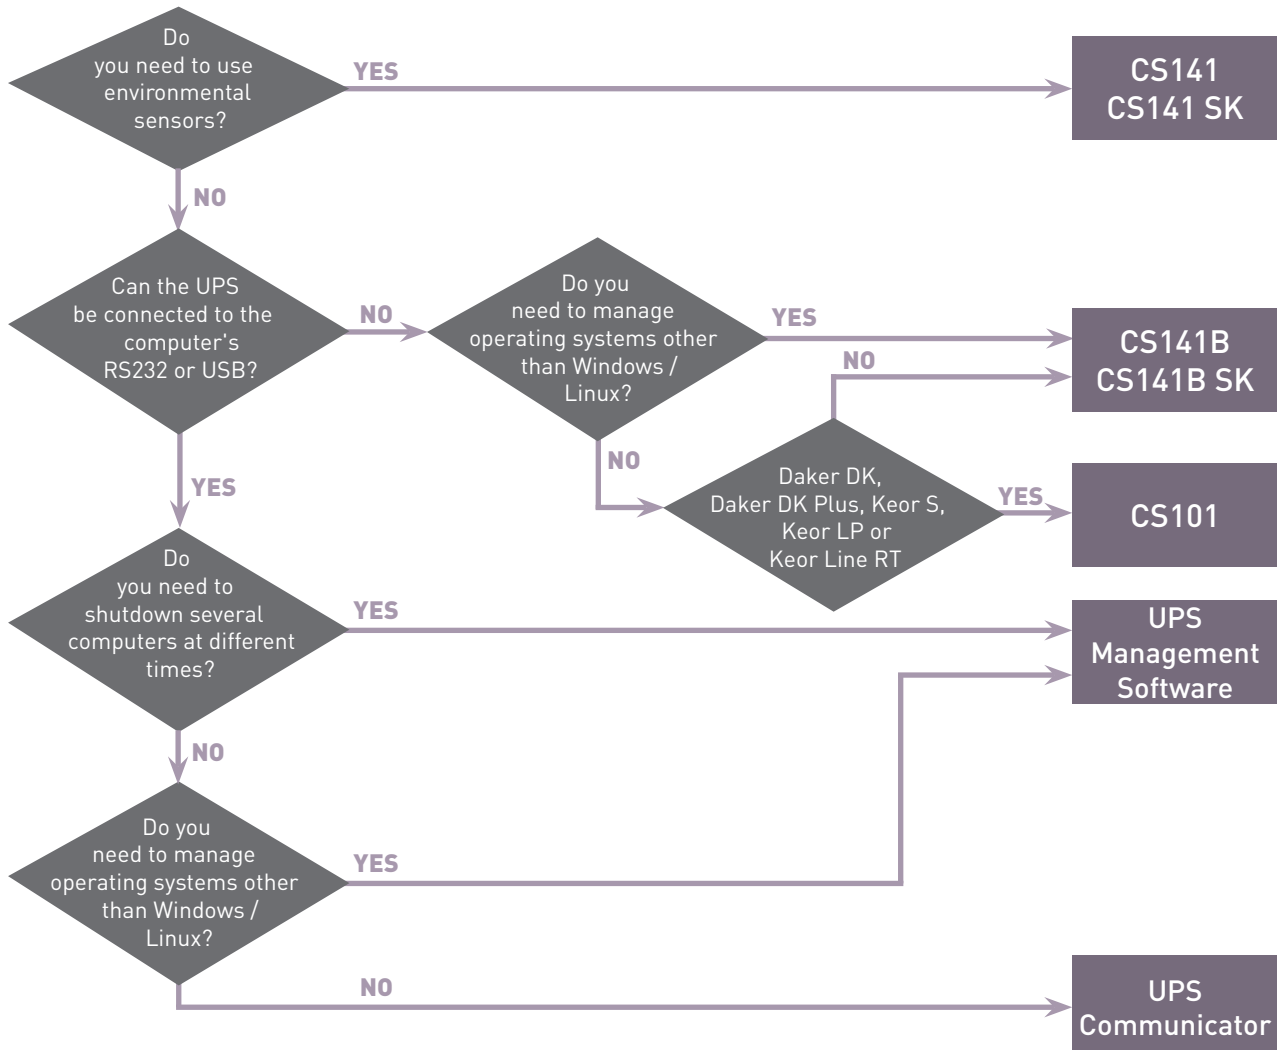 Do
you need to use
environmental
sensors?
YES
CS141
CS141 SK
NO
Can the UPS
be connected to the
computer's
RS232 or USB?
NO
Do you
need to manage
operating systems other
than Windows /
Linux?
YES
CS141B
CS141B SK
NO
NO
Daker DK,
Daker DK Plus, Keor S,
Keor LP or
Keor Line RT
YES
CS101
YES
Do
you need to
shutdown several
computers at different
times?
YES
UPS
Management
Software
NO
Do you
need to manage
operating systems other
than Windows /
Linux?
YES
NO
UPS
Communicator